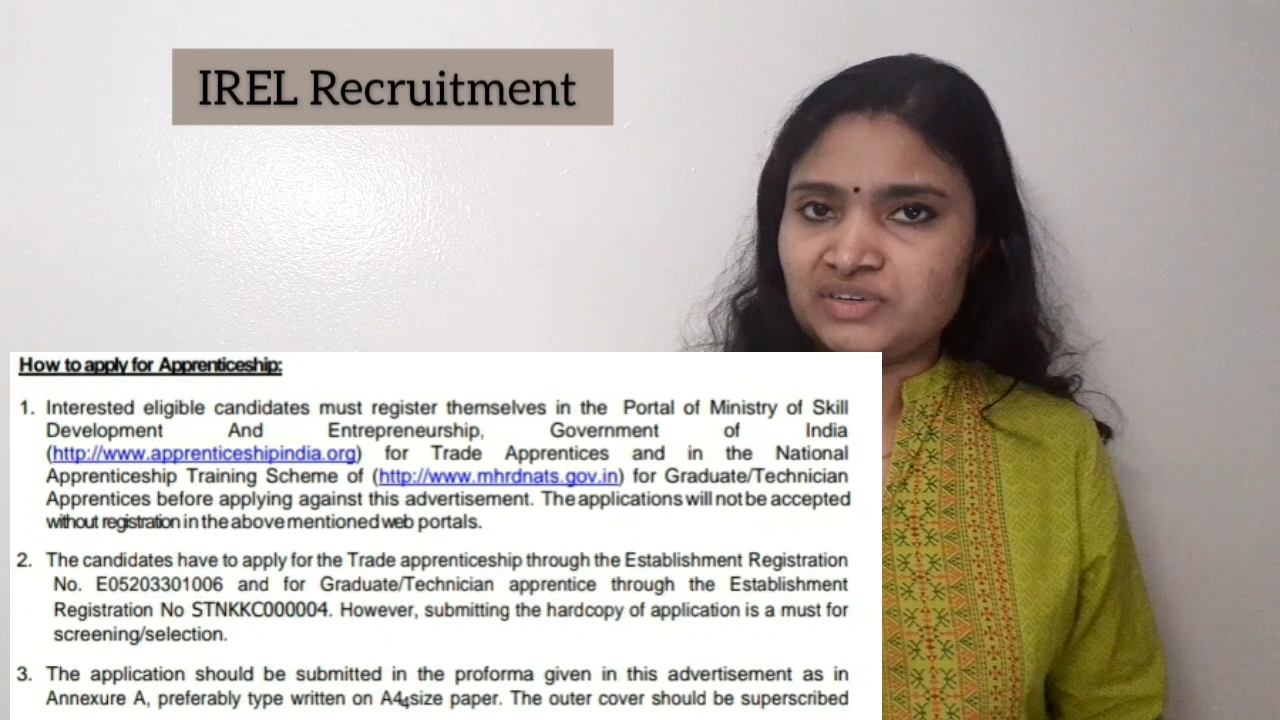 IREL Recruitment
How to apply for Apprenticeship:
1. Interested eligible candidates must register themselves in the Portal of Ministry of Skill
Development And Entrepreneurship, Government of India
(http://www.apprenticeshipindia.org) for Trade Apprentices and in the National
Apprenticeship Training Scheme of (http://www.mhrdnats.gov.in) for Graduate/Technician
Apprentices before applying against this advertisement. The applications will not be accepted
without registration in the above mentioned web portals.
2. The candidates have to apply for the Trade apprenticeship through the Establishment Registration
No. E05203301006 and for Graduate/Technician apprentice through the Establishment
Registration No STNKKC000004. However, submitting the hardcopy of application is a must for
screening/selection.
3. The application should be submitted in the proforma given in this advertisement as in
Annexure A, preferably type written on A4 size paper. The outer cover should be superscribed
4